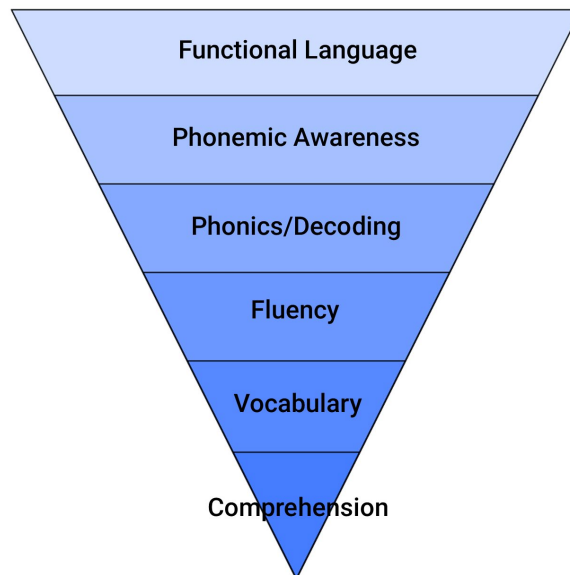 Functional Language
Phonemic Awareness
Phonics/Decoding
Fluency
Vocabulary
Comprehension